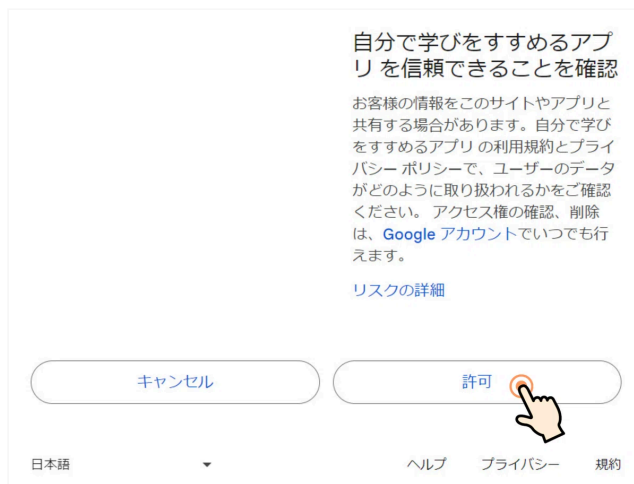 自分で学びをすすめるアプ
リ を信頼できることを確認
お客様の情報をこのサイトやアプリと
共有する場合があります。自分で学び
をすすめるアプリ の利用規約とプライ
バシー ポリシーで、ユーザーのデータ
がどのように取り扱われるかをご確認
ください。 アクセス権の確認、削除
は、Google アカウントでいつでも行
えます。
リスクの詳細
キャンセル
許可
日本語
ヘルプ プライバシー 規約